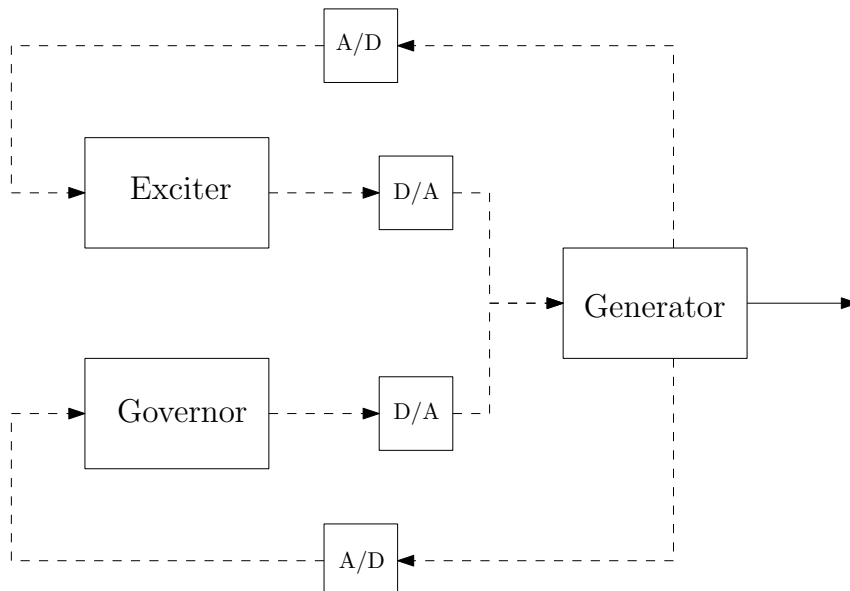 A/D
Exciter
D/A
Generator
Governor
D/A
A/D